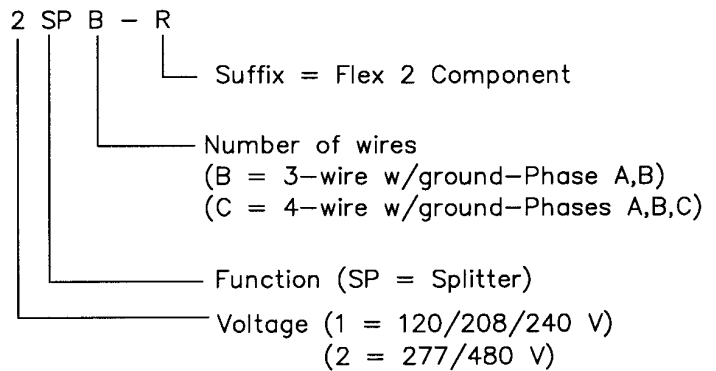 2 SP B – R
Suffix = Flex 2 Component
Number of wires
(B = 3–wire w/ground–Phase A,B)
(C = 4–wire w/ground–Phases A,B,C)
Function (SP = Splitter)
Voltage (1 = 120/208/240 V)
(2 = 277/480 V)